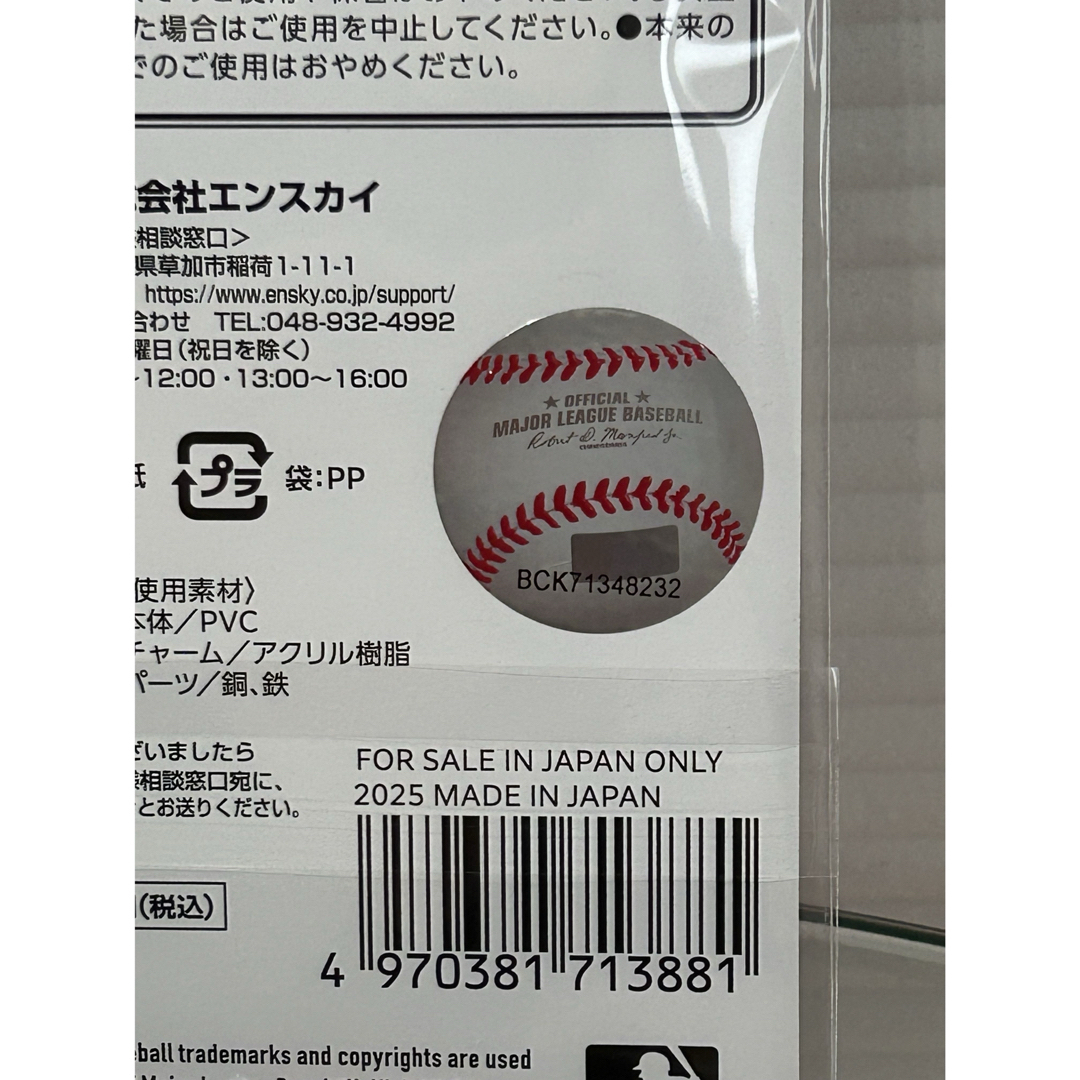 た場合はご使用を中止してください。●本来の
でのご使用はおやめください。
会社エンスカイ
相談窓口＞
県草加市稲荷1-11-1
https://www.ensky.co.jp/support/
合わせ　TEL:048-932-4992
曜日（祝日を除く）
~12:00・13:00～16:00
紙 プラ 袋：PP
使用素材〉
本体／PVC
チャーム／アクリル樹脂
パーツ／銅、鉄
ざいましたら
相談窓口宛に、
とお送りください。
(税込)
★ OFFICIAL ★
MAJOR LEAGUE BASEBALL
Robert D. Manfred Jr.
BCK71348232
FOR SALE IN JAPAN ONLY
2025 MADE IN JAPAN
4 970381 713881
eball trademarks and copyrights are used